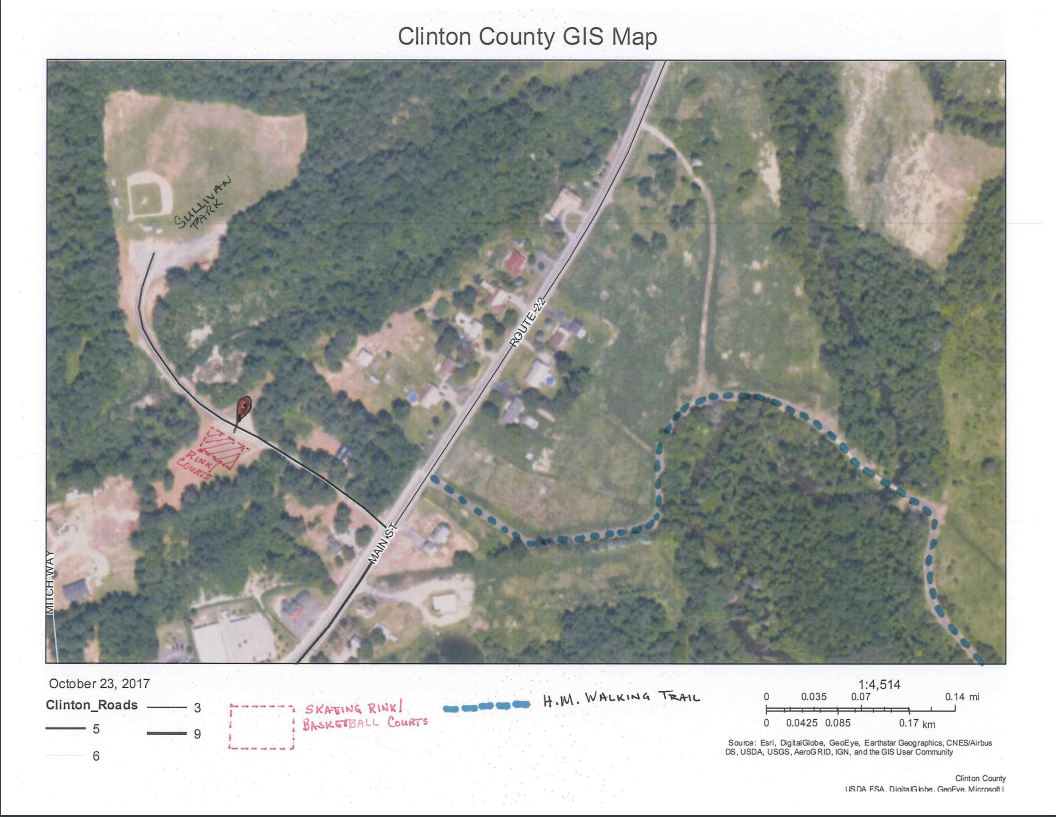 Clinton County GIS Map
SULLIVAN
PARK
ROUTE 22
RINK/
COURTS
MAIN ST
MITCH WAY
October 23, 2017
Clinton_Roads
3
5
9
6
SKATING RINK/
BASKETBALL COURTS
H.M. WALKING TRAIL
1:4,514
0 0.035 0.07 0.14 mi
0 0.0425 0.085 0.17 km
Source: Esri, DigitalGlobe, GeoEye, Earthstar Geographics, CNES/Airbus
DS, USDA, USGS, AeroGRID, IGN, and the GIS User Community
Clinton County
USDA FSA, DigitalGlobe, GeoEye, Microsoft |